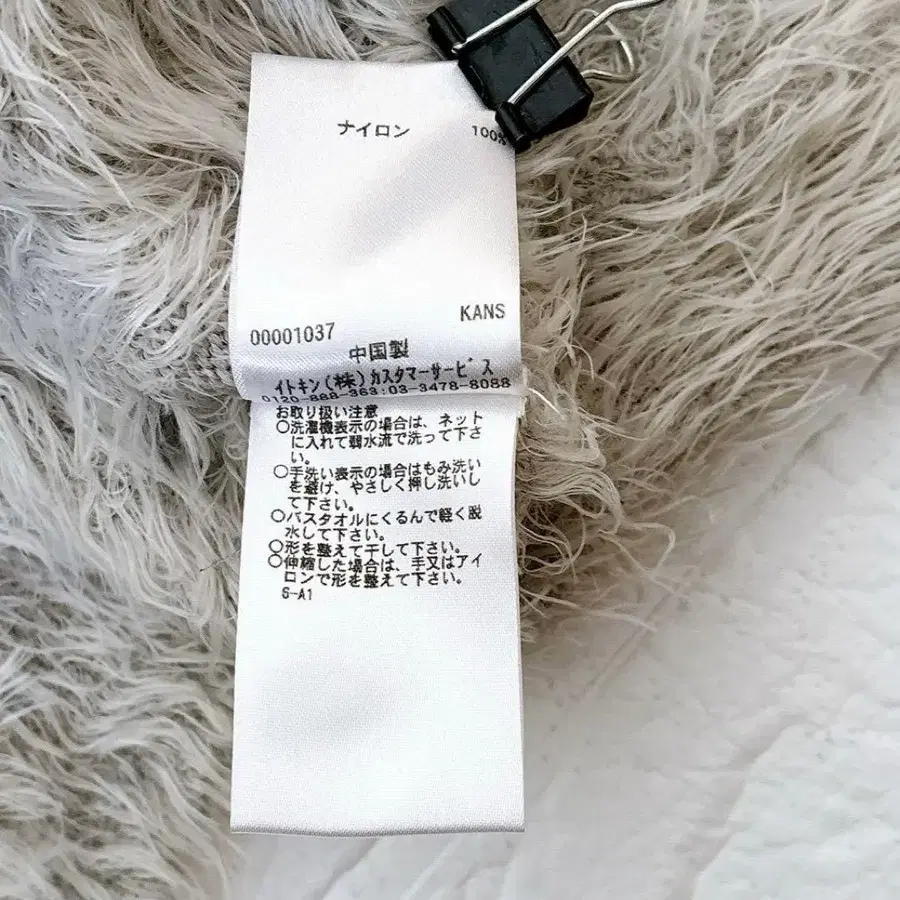 ナイロン 100%
00001037 KANS
中国製
イトキン(株)カスタマーサービス
0120-888-363:03-3478-8088
お取り扱い注意
○洗濯機表示の場合は、ネット
に入れて弱水流で洗って下さ
い。
○手洗い表示の場合はもみ洗い
を避け、やさしく押し洗いし
て下さい。
○バスタオルにくるんで軽く脱
水して下さい。
○形を整えて干して下さい。
○伸縮した場合は、手又はアイ
ロンで形を整えて下さい。
S-A1